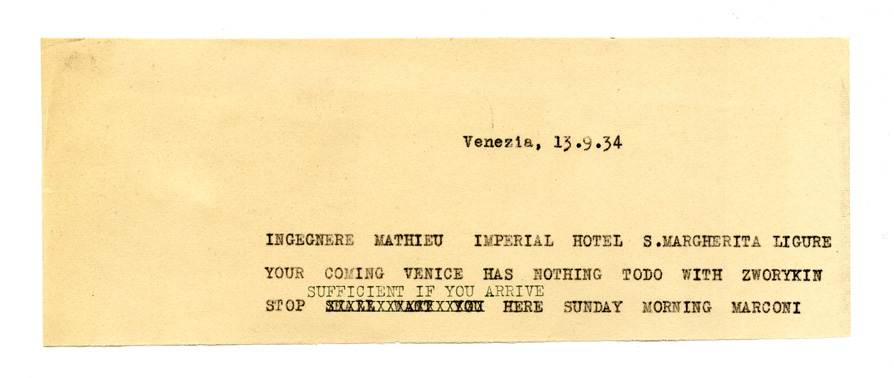 Venezia, 13.9.34
INGEGNERE MATHIEU IMPERIAL HOTEL S.MARGHERITA LIGURE
YOUR COMING VENICE HAS NOTHING TODO WITH ZWORYKIN
SUFFICIENT IF YOU ARRIVE
STOP HERE SUNDAY MORNING MARCONI